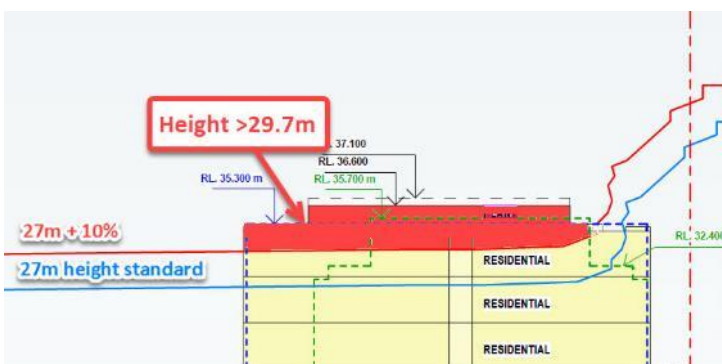 Height >29.7m
37.100
RL. 36.600
RL. 35.300 m
RL. 35.700 m
27m + 10%
RL. 32.400
27m height standard
RESIDENTIAL
RESIDENTIAL
RESIDENTIAL